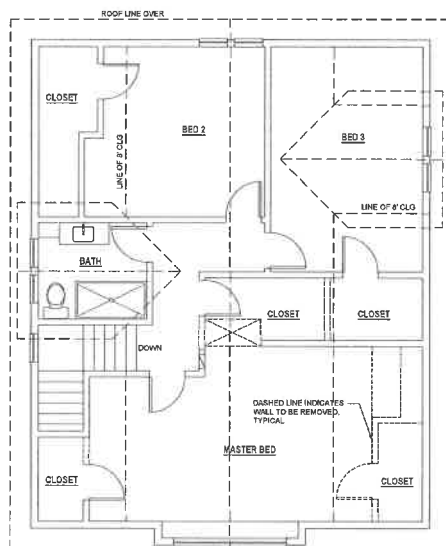 ROOF LINE OVER
CLOSET
BED 2
BED 3
LINE OF 8' CLG
LINE OF 8' CLG
BATH
CLOSET
CLOSET
DOWN
DASHED LINE INDICATES
WALL TO BE REMOVED,
TYPICAL
MASTER BED
CLOSET
CLOSET